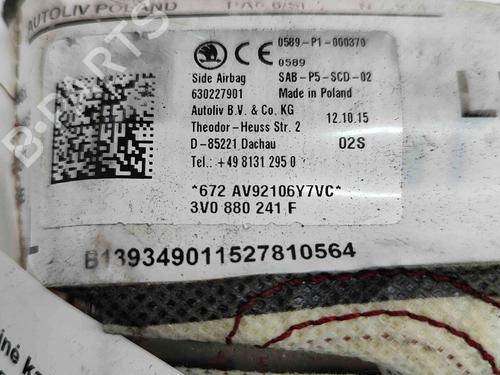 AUTOLIV POLAND
0589-P1-000370
CE
0589
Side Airbag
SAB-P5-SCD-02
630227901
Made in Poland
Autoliv B.V. & Co. KG
12.10.15
Theodor-Heuss Str. 2
D-85221 Dachau
02S
Tel.: +49 8131 295 0
*672 AV92106Y7VC*
3V0 880 241 F
B139349011527810564
B-PARTS